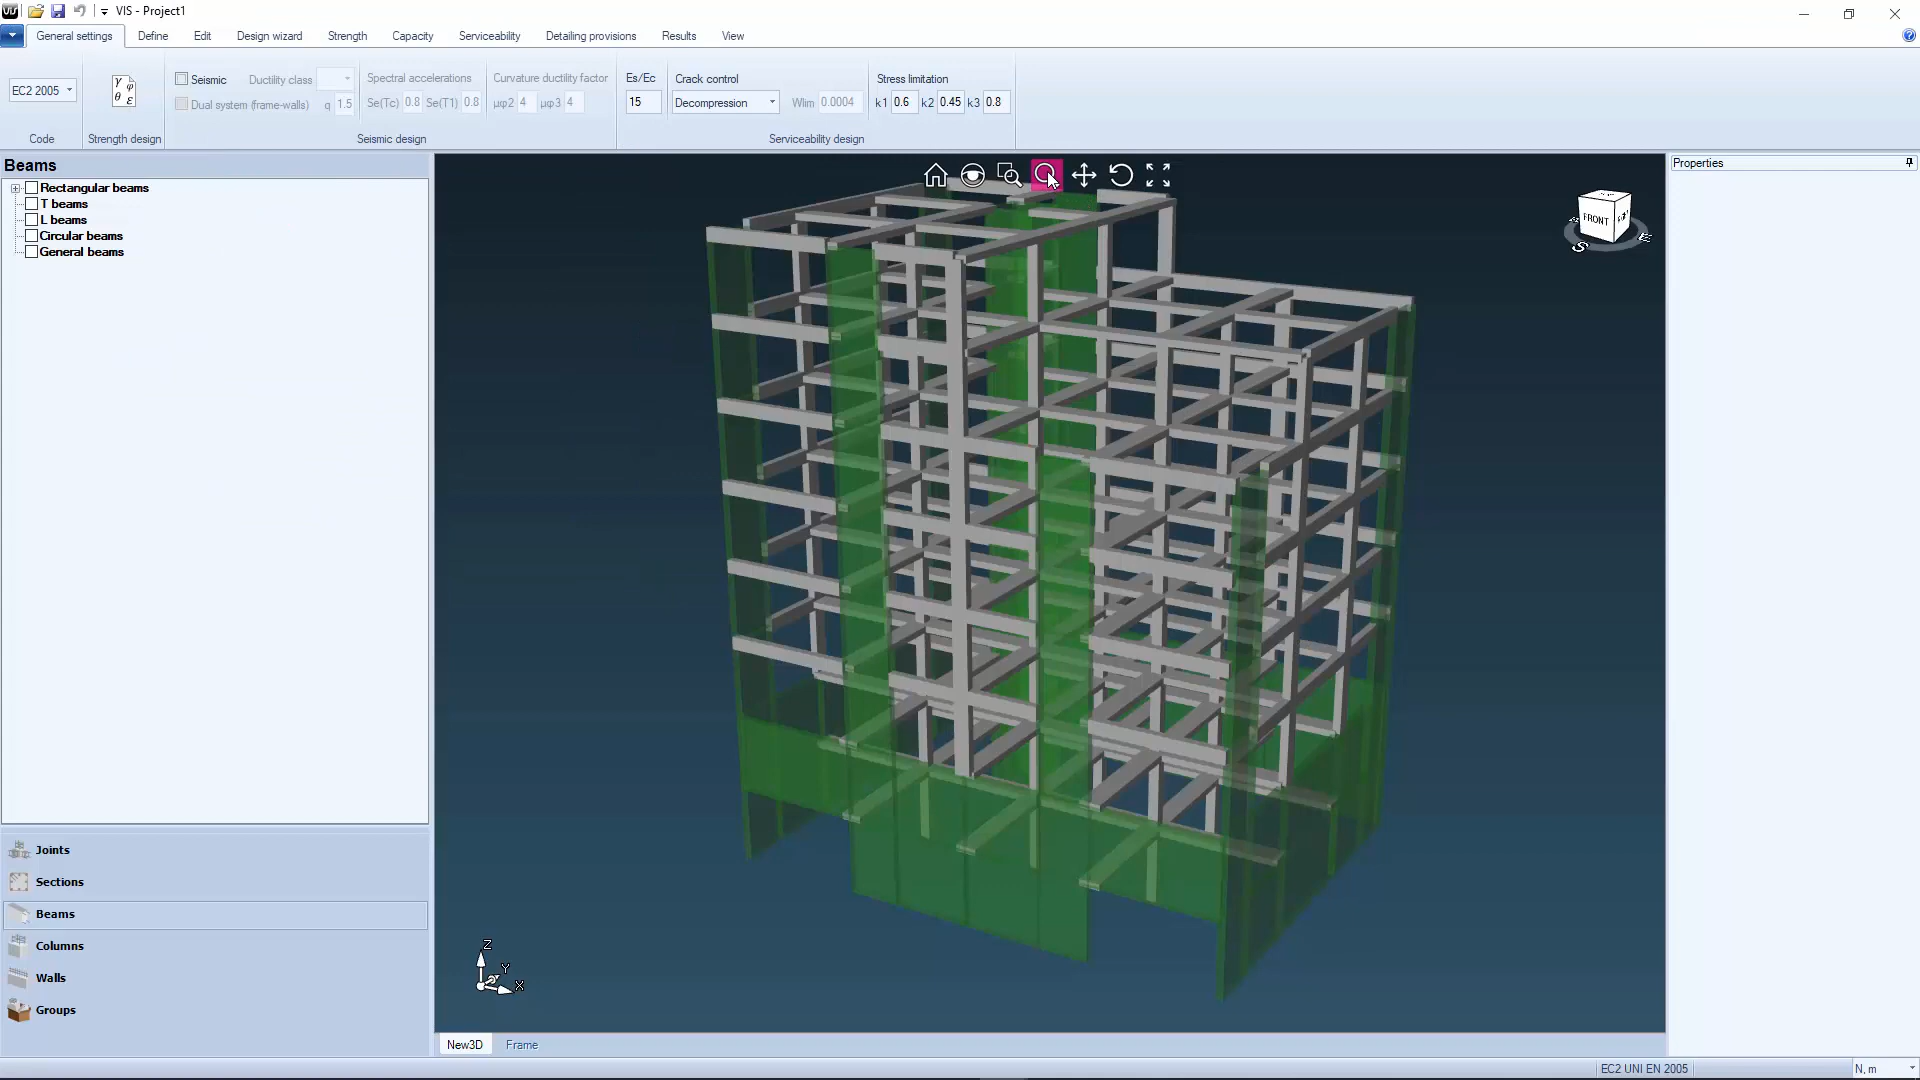 VIS - Project1
General settings
Define
Edit
Design wizard
Strength
Capacity
Serviceability
Detailing provisions
Results
View
EC2 2005
Code
γ φ
θ ε
Strength design
Seismic
Ductility class
Dual system (frame-walls)
q 1.5
Spectral accelerations
Se(Tc) 0.8 Se(T1) 0.8
Curvature ductility factor
μφ2 4 μφ3 4
Seismic design
Es/Ec
15
Crack control
Decompression
Wlim 0.0004
Stress limitation
k1 0.6 k2 0.45 k3 0.8
Serviceability design
Beams
Rectangular beams
T beams
L beams
Circular beams
General beams
Joints
Sections
Beams
Columns
Walls
Groups
FRONT
S
E
Z
Y
X
New3D
Frame
Properties
EC2 UNI EN 2005
N, m